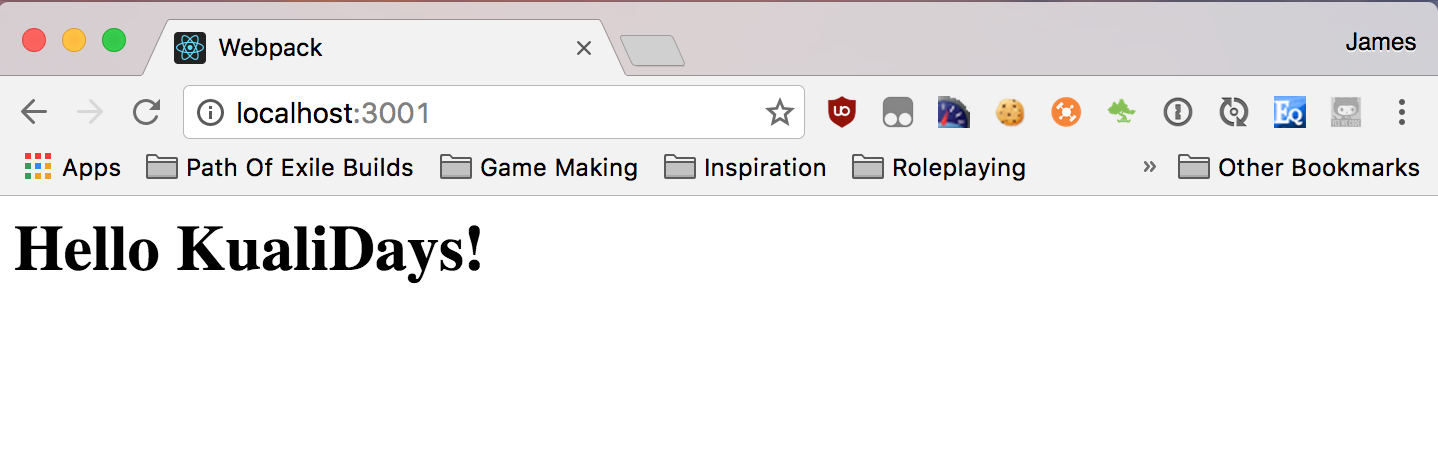 Webpack
James
localhost:3001
Apps Path Of Exile Builds Game Making Inspiration Roleplaying » Other Bookmarks
Hello KualiDays!